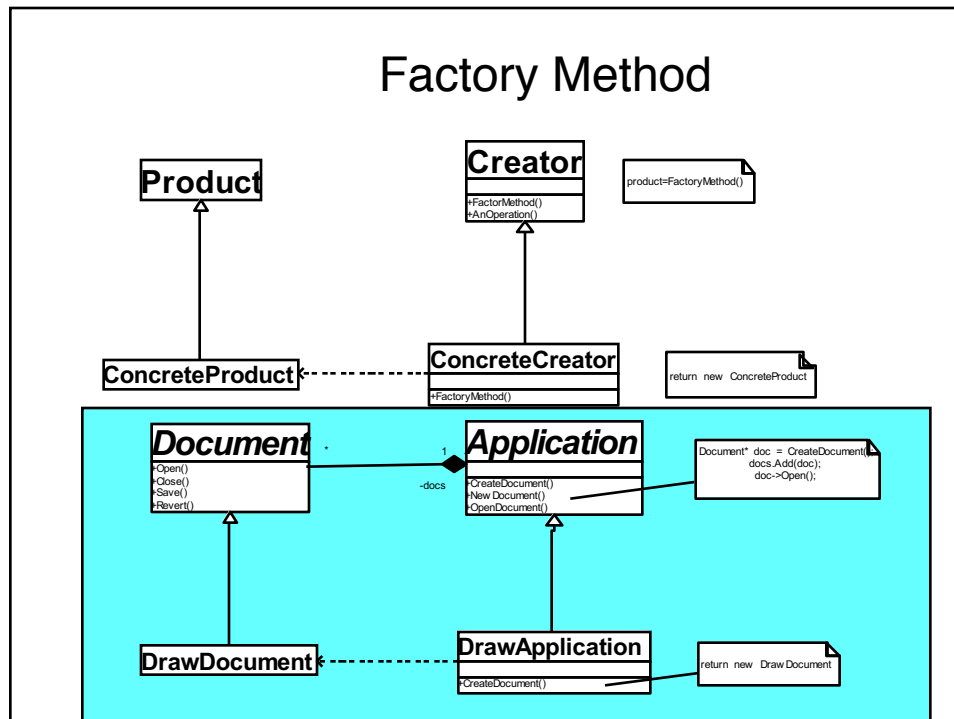 Factory Method
Product
Creator
+FactorMethod()
+AnOperation()
product=FactoryMethod()
ConcreteProduct
ConcreteCreator
+FactoryMethod()
return new ConcreteProduct
Document
+Open()
+Close()
+Save()
+Revert()
*
1
-docs
Application
+CreateDocument()
+New Document()
+OpenDocument()
Document* doc = CreateDocument();
docs.Add(doc);
doc->Open();
DrawDocument
DrawApplication
+CreateDocument()
return new Draw Document